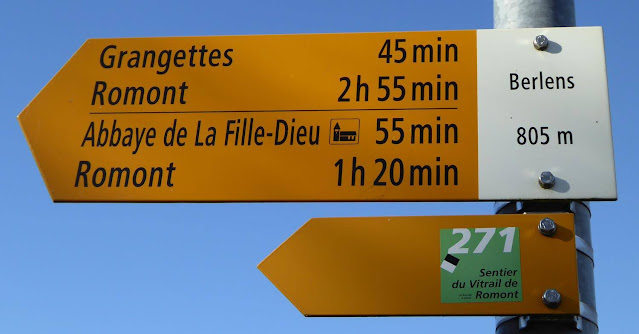 Grangettes 45 min
Romont 2 h 55 min
Abbaye de La Fille-Dieu 55 min
Romont 1 h 20 min
Berlens
805 m
271
Sentier
du Vitrail de
Romont